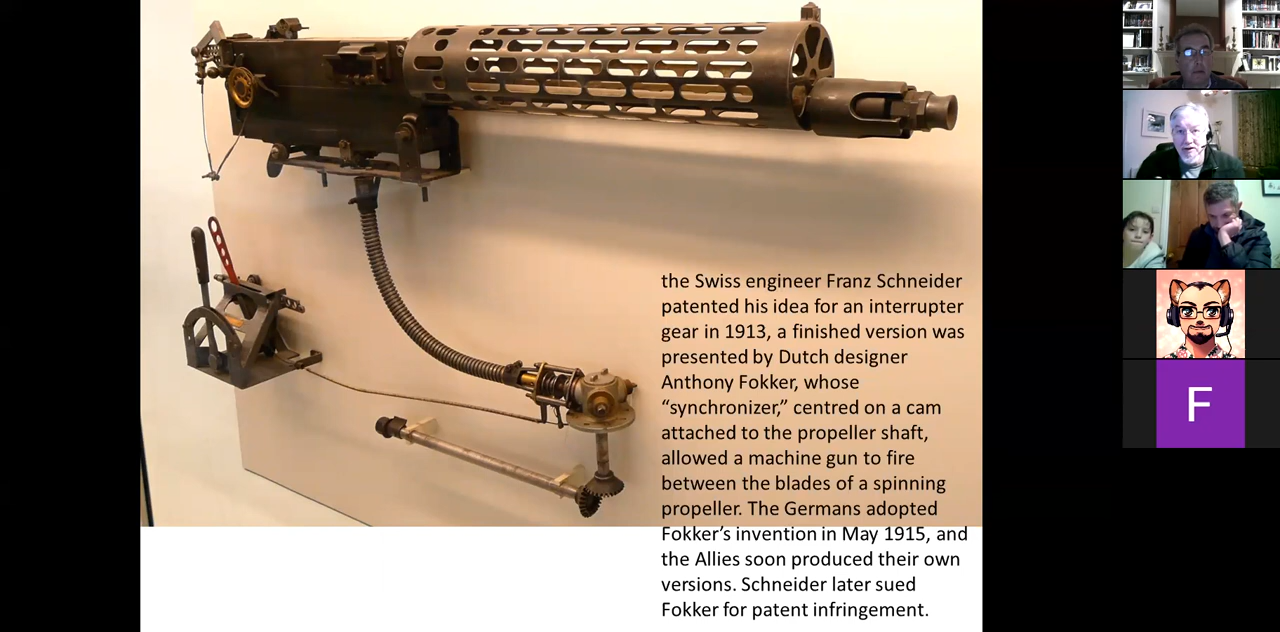 the Swiss engineer Franz Schneider
patented his idea for an interrupter
gear in 1913, a finished version was
presented by Dutch designer
Anthony Fokker, whose
“synchronizer,” centred on a cam
attached to the propeller shaft,
allowed a machine gun to fire
between the blades of a spinning
propeller. The Germans adopted
Fokker’s invention in May 1915, and
the Allies soon produced their own
versions. Schneider later sued
Fokker for patent infringement.
F